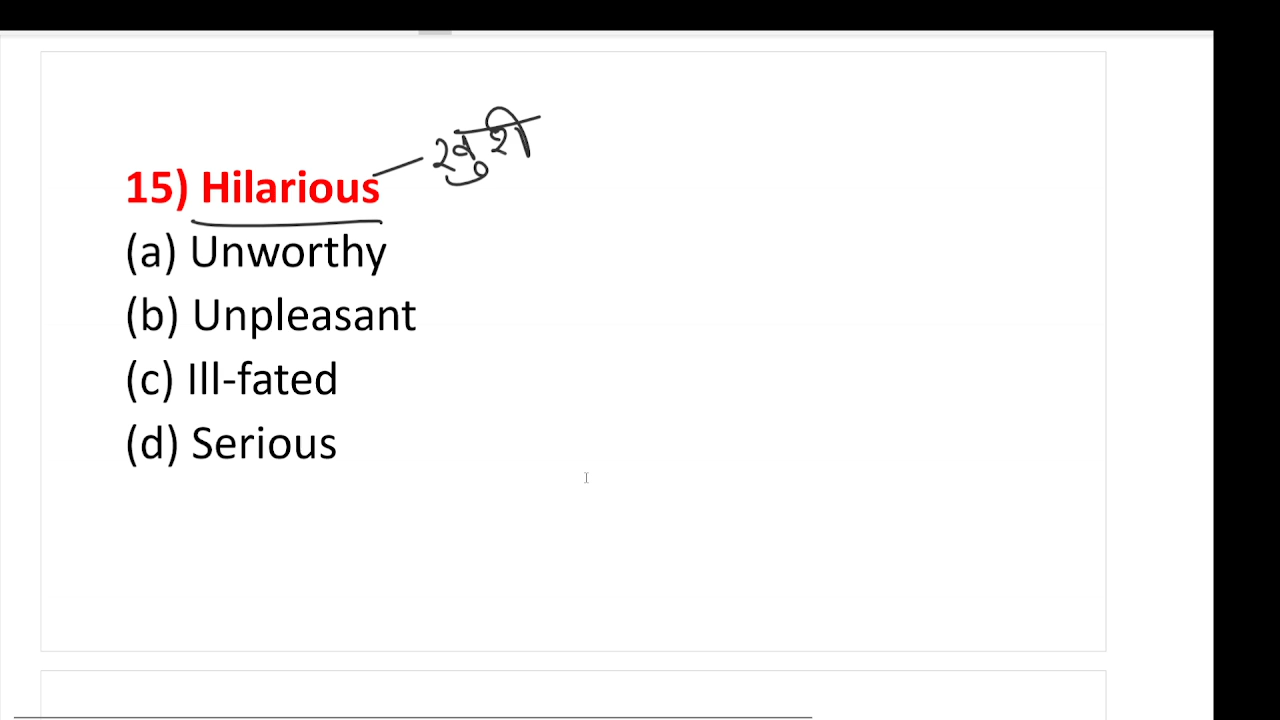 खुशी
15) Hilarious
(a) Unworthy
(b) Unpleasant
(c) Ill-fated
(d) Serious